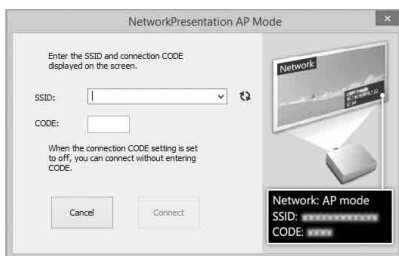 NetworkPresentation AP Mode
Enter the SSID and connection CODE
displayed on the screen.
SSID:
CODE:
When the connection CODE setting is set
to off, you can connect without entering
CODE.
Cancel
Connect
Network
Network: AP mode
SSID:
CODE: